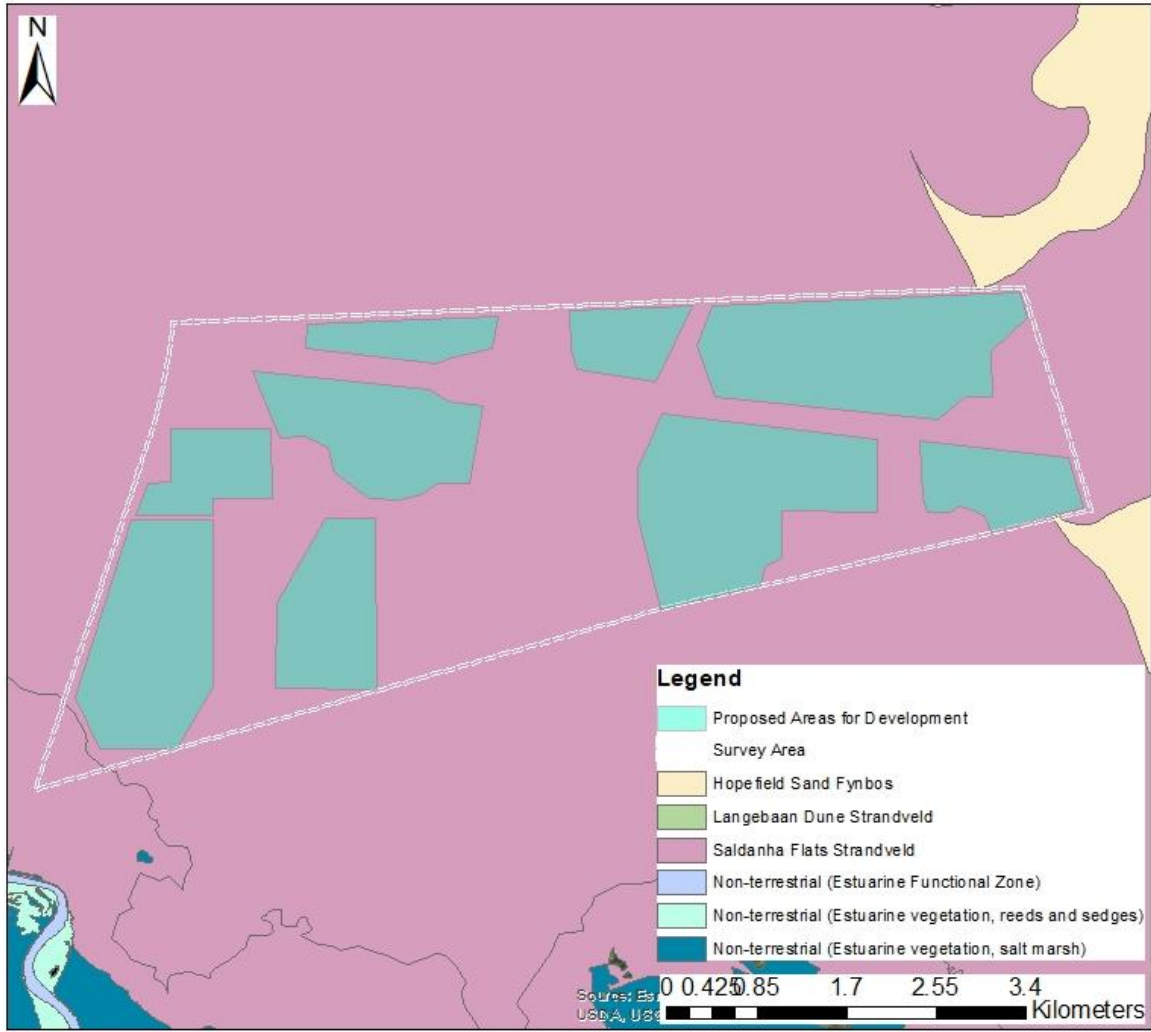 N
Legend
Proposed Areas for Development
Survey Area
Hopefield Sand Fynbos
Langebaan Dune Strandveld
Saldanha Flats Strandveld
Non-terrestrial (Estuarine Functional Zone)
Non-terrestrial (Estuarine vegetation, reeds and sedges)
Non-terrestrial (Estuarine vegetation, salt marsh)
0 0.425 0.85 1.7 2.55 3.4
Kilometers
Source:
USDA,